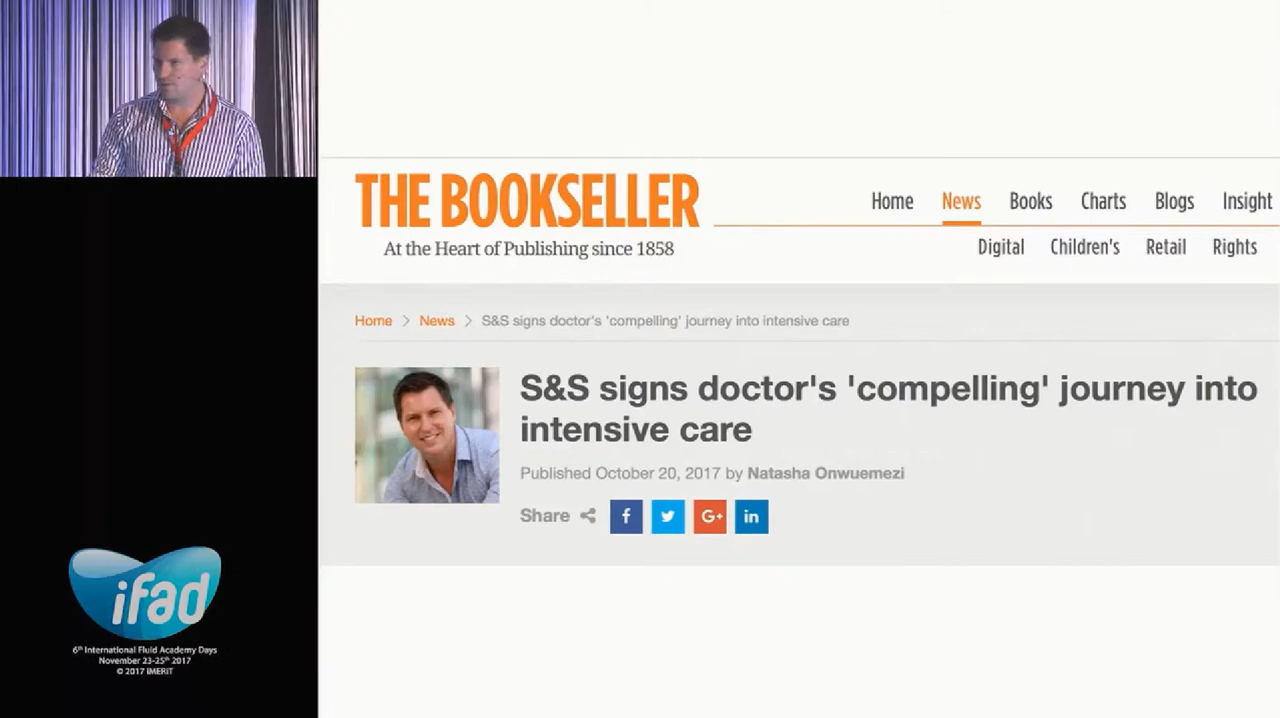 THE BOOKSELLER
At the Heart of Publishing since 1858
Home News Books Charts Blogs Insight
Digital Children's Retail Rights
Home > News > S&S signs doctor's 'compelling' journey into intensive care
S&S signs doctor's 'compelling' journey into
intensive care
Published October 20, 2017 by Natasha Onwuemezi
Share f G+ in
ifad
6th International Fluid Academy Days
November 23-25th 2017
© 2017 iMERiT